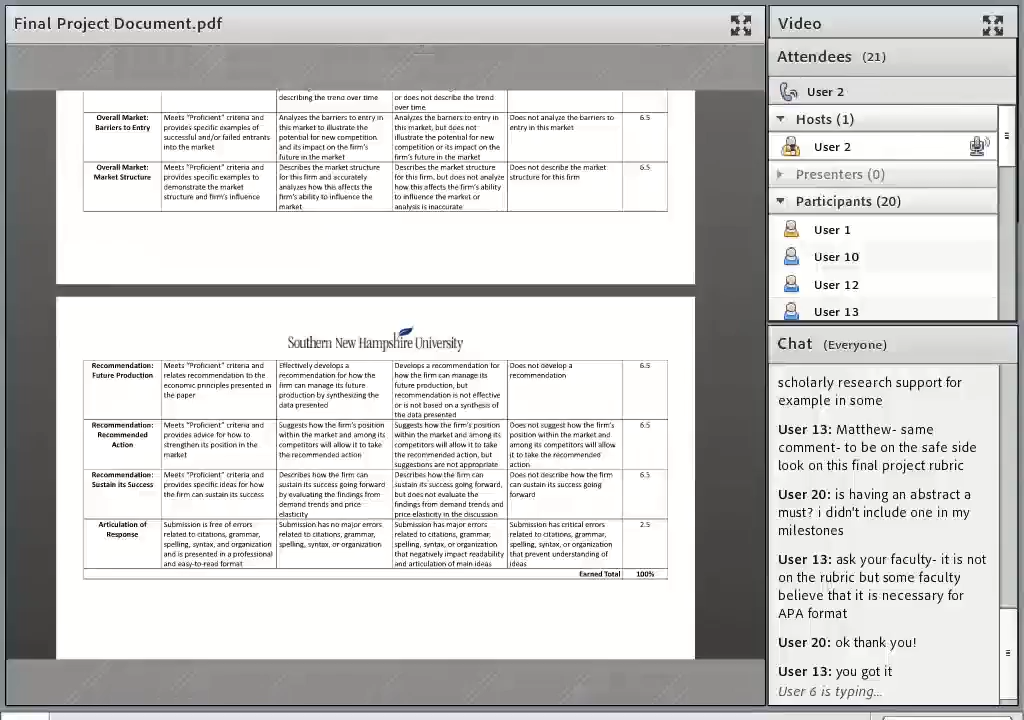 Final Project Document.pdf
describing the trend over time
or does not describe the trend
over time
Overall Market:
Barriers to Entry
Meets "Proficient" criteria and
provides specific examples of
successful and/or failed entrants
into the market
Analyzes the barriers to entry in
this market to illustrate the
potential for new competition
and its impact on the firm's
future in the market
Analyzes the barriers to entry in
this market, but does not
illustrate the potential for new
competition or its impact on the
firm's future in the market
Does not analyze the barriers to
entry in this market
6.5
Overall Market:
Market Structure
Meets "Proficient" criteria and
provides specific examples to
demonstrate the market
structure and firm's influence
Describes the market structure
for this firm and accurately
analyzes how this affects the
firm's ability to influence the
market
Describes the market structure
for this firm, but does not analyze
how this affects the firm's ability
to influence the market or
analysis is inaccurate
Does not describe the market
structure for this firm
6.5
Southern New Hampshire University
Recommendation:
Future Production
Meets "Proficient" criteria and
relates recommendation to the
economic principles presented in
the paper
Effectively develops a
recommendation for how the
firm can manage its future
production by synthesizing the
data presented
Develops a recommendation for
how the firm can manage its
future production, but
recommendation is not effective
or is not based on a synthesis of
the data presented
Does not develop a
recommendation
6.5
Recommendation:
Recommended
Action
Meets "Proficient" criteria and
provides advice for how to
strengthen its position in the
market
Suggests how the firm's position
within the market and among its
competitors will allow it to take
the recommended action
Suggests how the firm's position
within the market and among its
competitors will allow it to take
the recommended action, but
suggestions are not appropriate
Does not suggest how the firm's
position within the market and
among its competitors will allow
it to take the recommended
action
6.5
Recommendation:
Sustain its Success
Meets "Proficient" criteria and
provides specific ideas for how
the firm can sustain its success
Describes how the firm can
sustain its success going forward
by evaluating the findings from
demand trends and price
elasticity
Describes how the firm can
sustain its success going forward,
but does not evaluate the
findings from demand trends and
price elasticity in the discussion
Does not describe how the firm
can sustain its success going
forward
6.5
Articulation of
Response
Submission is free of errors
related to citations, grammar,
spelling, syntax, and organization
and is presented in a professional
and easy-to-read format
Submission has no major errors
related to citations, grammar,
spelling, syntax, or organization
Submission has major errors
related to citations, grammar,
spelling, syntax, or organization
that negatively impact readability
and articulation of main ideas
Submission has critical errors
related to citations, grammar,
spelling, syntax, or organization
that prevent understanding of
ideas
2.5
Earned Total
100%
Video
Attendees (21)
User 2
Hosts (1)
User 2
Presenters (0)
Participants (20)
User 1
User 10
User 12
User 13
Chat (Everyone)
scholarly research support for
example in some
User 13: Matthew- same
comment- to be on the safe side
look on this final project rubric
User 20: is having an abstract a
must? i didn't include one in my
milestones
User 13: ask your faculty- it is not
on the rubric but some faculty
believe that it is necessary for
APA format
User 20: ok thank you!
User 13: you got it
User 6 is typing...